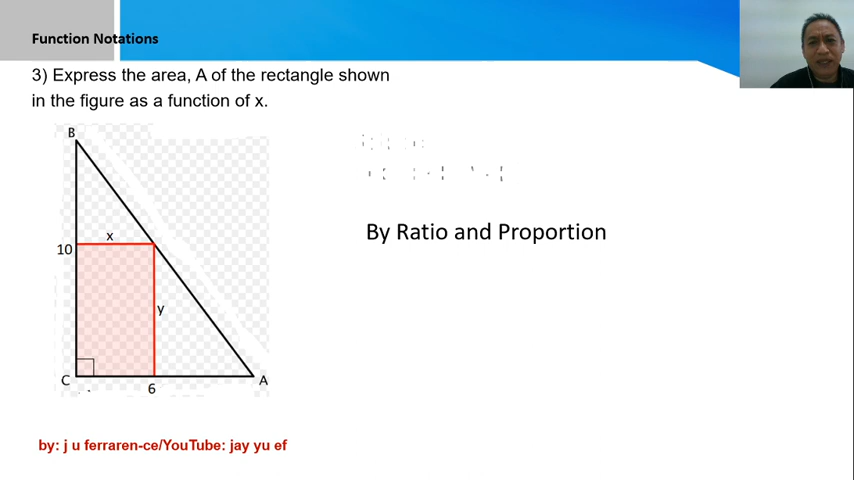 Function Notations
3) Express the area, A of the rectangle shown
in the figure as a function of x.
B
x
10
y
C
A
6
By Ratio and Proportion
by: j u ferraren-ce/YouTube: jay yu ef